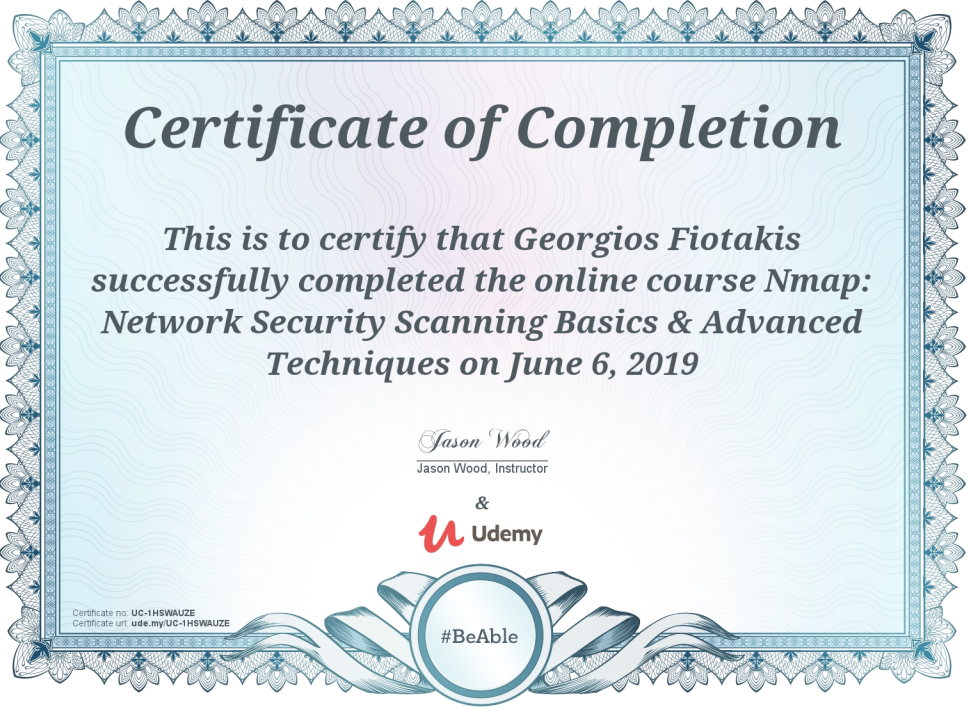 Certificate of Completion
This is to certify that Georgios Fiotakis
successfully completed the online course Nmap:
Network Security Scanning Basics & Advanced
Techniques on June 6, 2019
Jason Wood
Jason Wood, Instructor
&
Udemy
Certificate no: UC-1HSWAUZE
Certificate url: ude.my/UC-1HSWAUZE
#BeAble